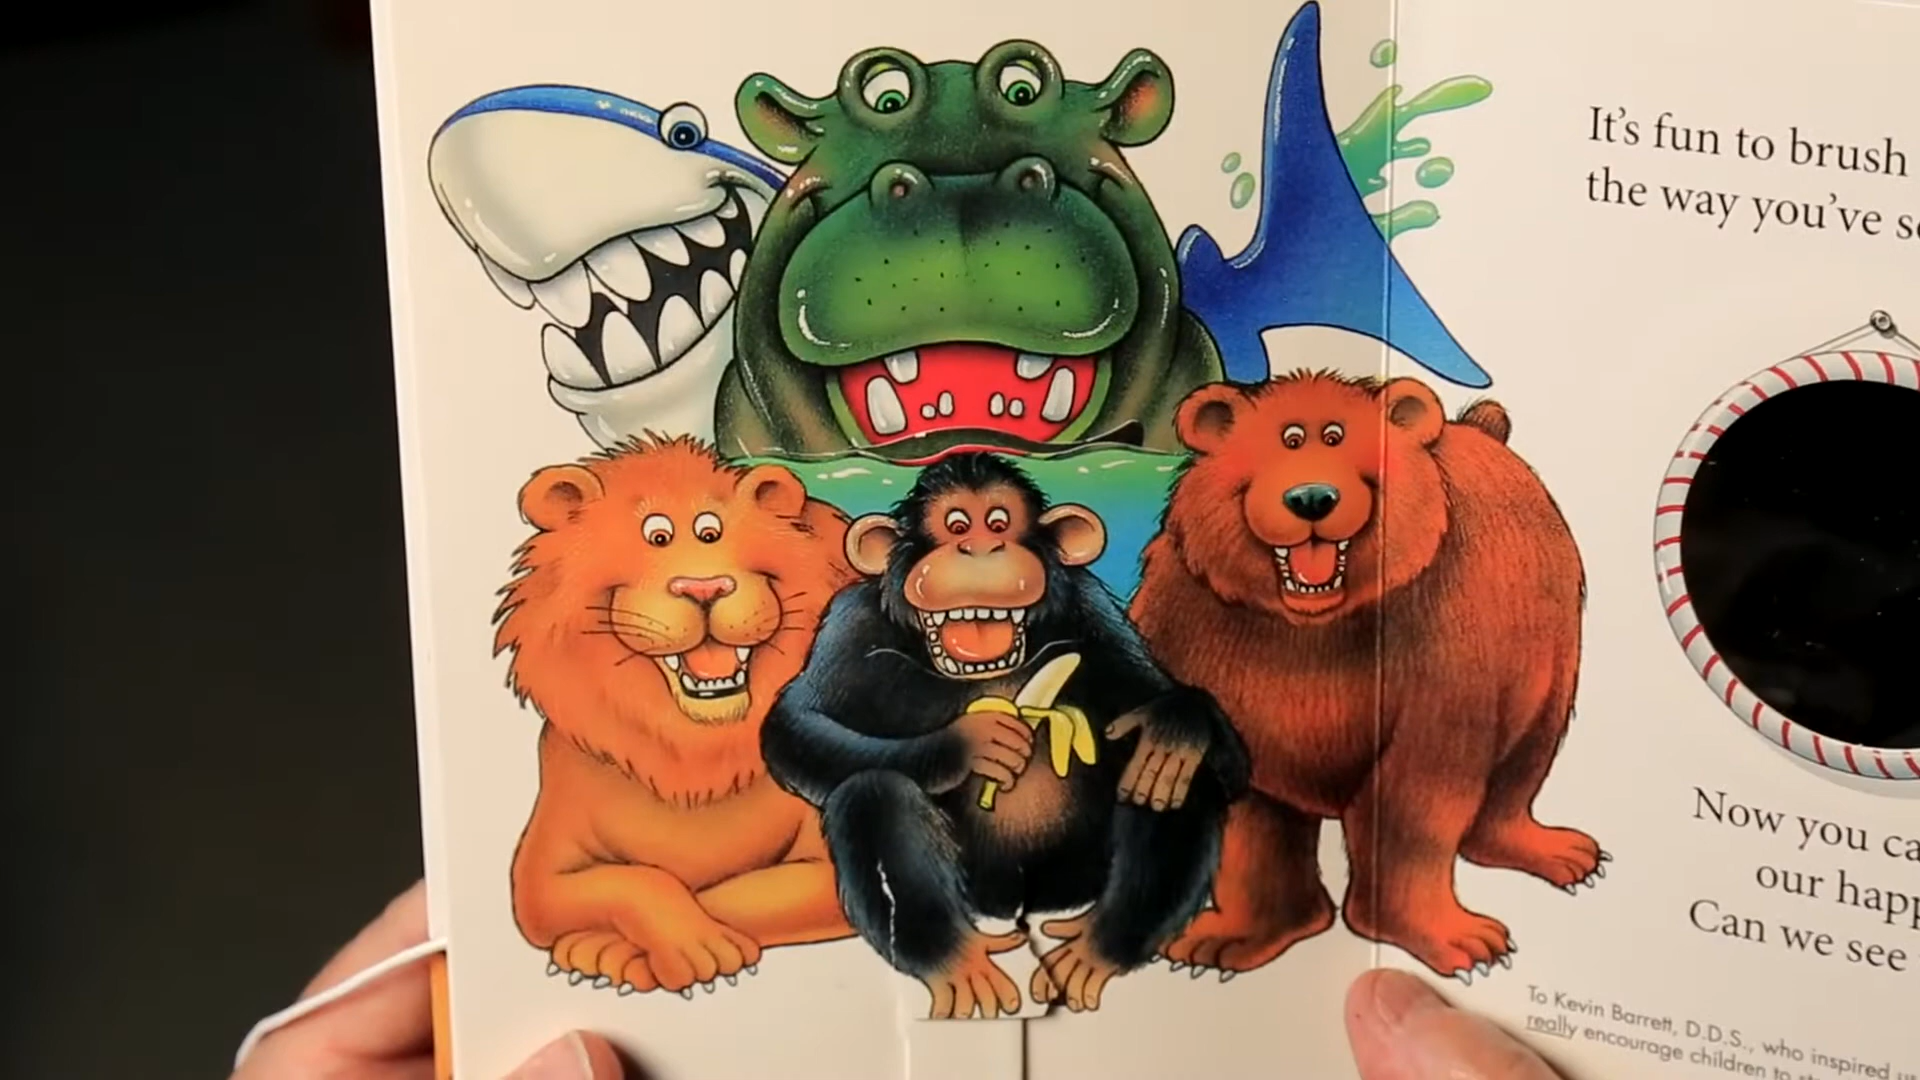 It's fun to brush
the way you've s
Now you ca
our happ
Can we see
To Kevin Barrett, D.D.S., who inspired u
really encourage children to